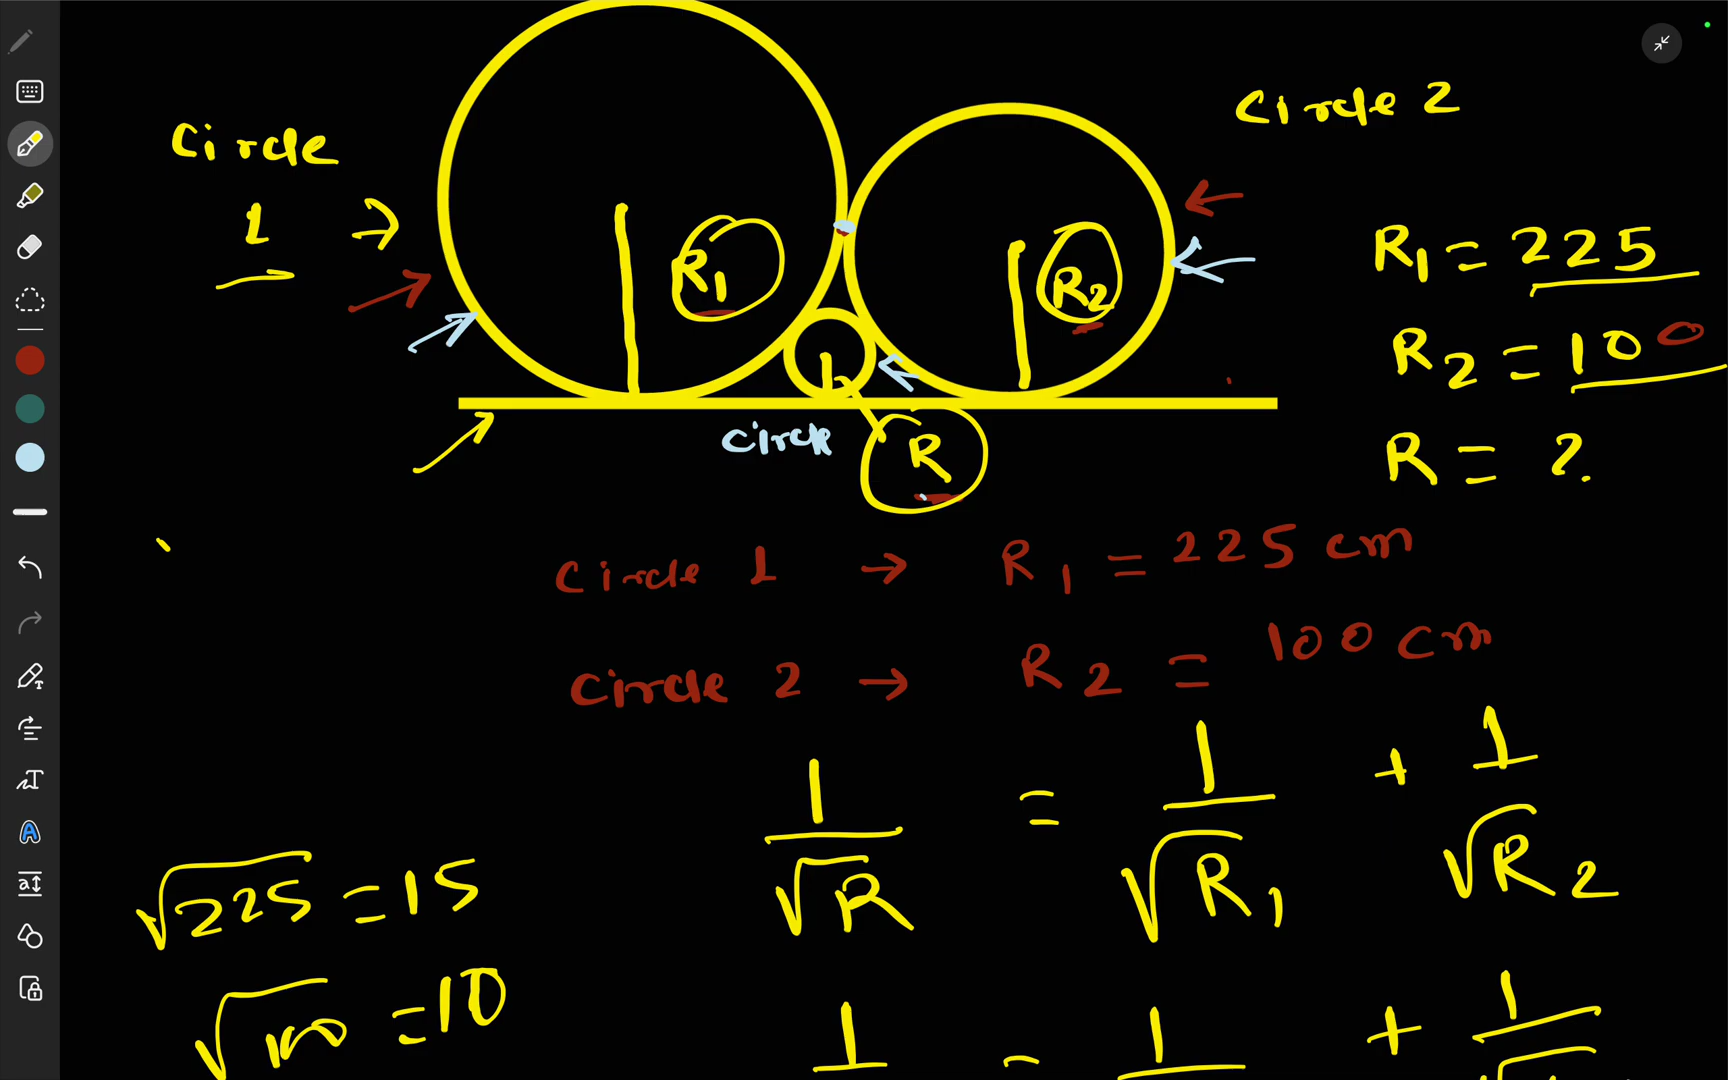 Circle 2
Circle
1 →
R1
R2
R1 = 225
R2 = 100
R = ?
Circle
R
Circle 1 → R1 = 225 cm
Circle 2 → R2 = 100 cm
1/√R = 1/√R1 + 1/√R2
√225 = 15
√100 = 10